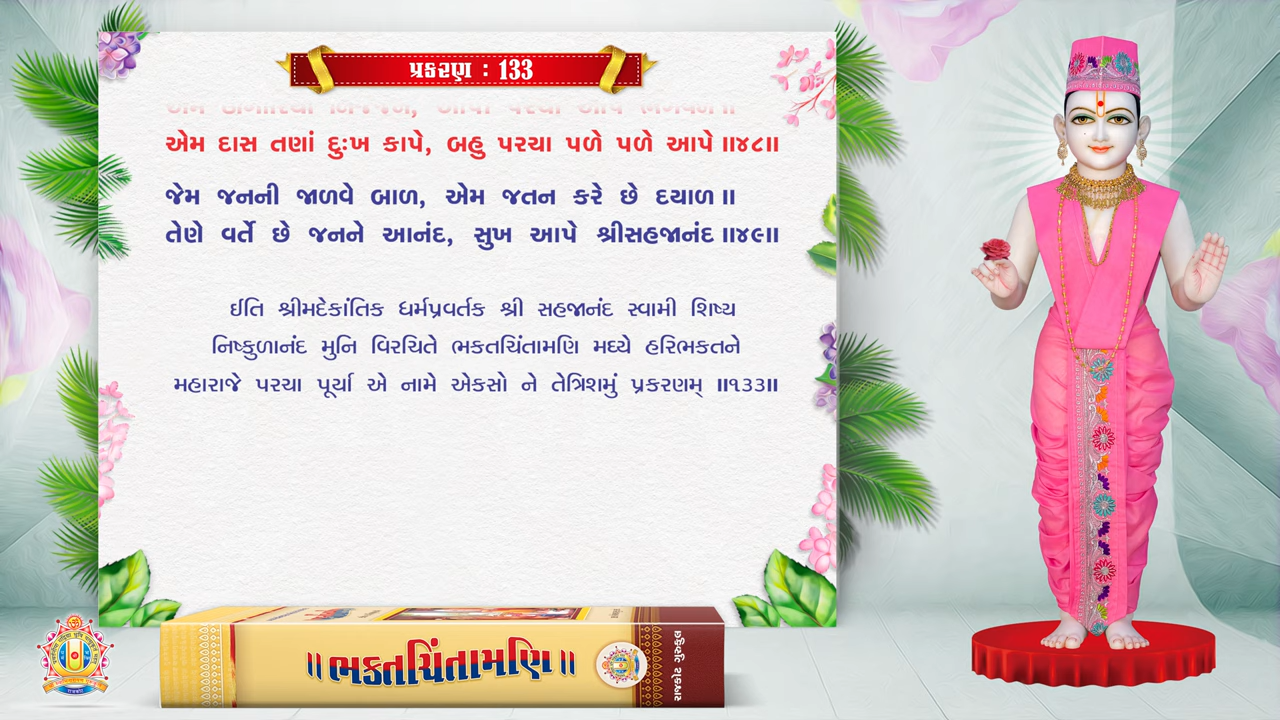 પ્રકરણ : 133
એમ દાસ તણાં દુઃખ કાપે, બહુ પરચા પળે પળે આપે ॥૪૮॥
જેમ જનની જાળવે બાળ, એમ જતન કરે છે દયાળ ॥
તેણે વર્તે છે જનને આનંદ, સુખ આપે શ્રીસહજાનંદ ॥૪૯॥
ઈતિ શ્રીમદેકાંતિક ધર્મપ્રવર્તક શ્રી સહજાનંદ સ્વામી શિષ્ય
નિષ્કુળાનંદ મુનિ વિરચિતે ભક્તચિંતામણિ મધ્યે હરિભક્તને
મહારાજે પરચા પૂર્યા એ નામે એકસો ને તેત્રિશમું પ્રકરણમ્ ॥૧૩૩॥
॥ ભક્તચિંતામણિ ॥
રાજકોટ ગુરુકુલ